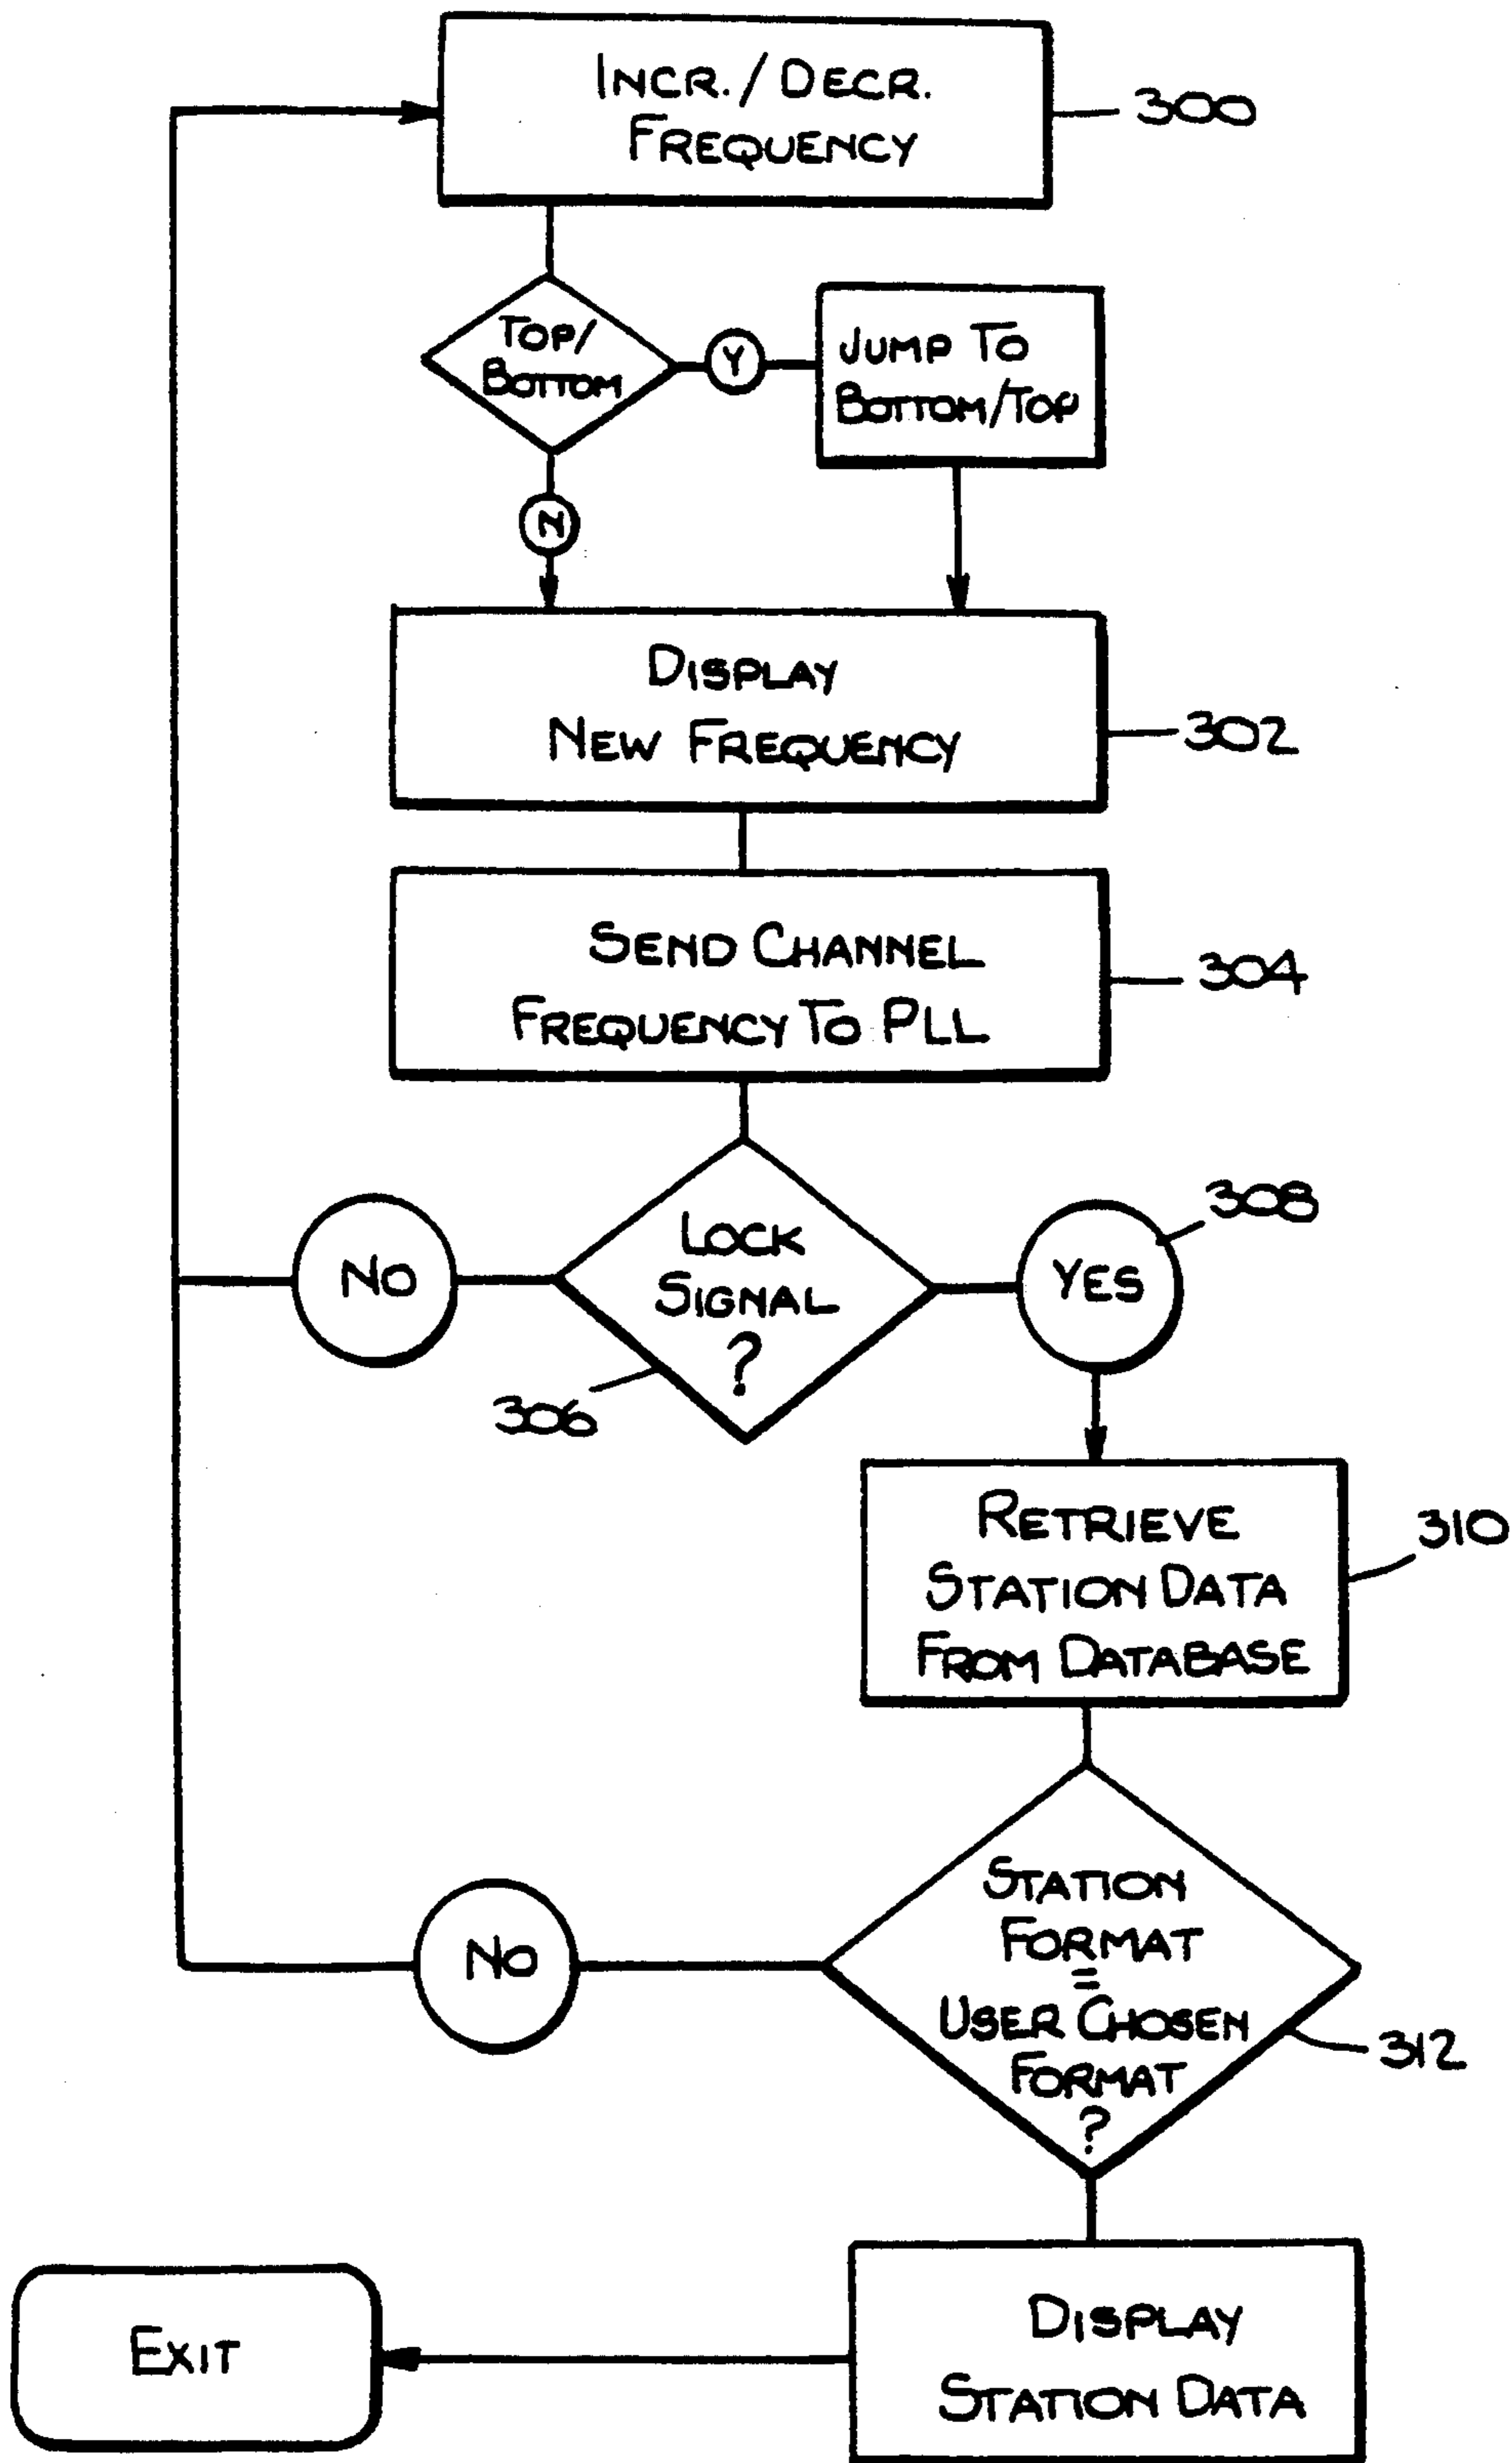 INCR./DECR.
FREQUENCY
300
TOP/
BOTTOM
Y
JUMP TO
BOTTOM/TOP
N
DISPLAY
NEW FREQUENCY
302
SEND CHANNEL
FREQUENCY TO PLL
304
NO
LOCK
SIGNAL
?
306
YES
308
RETRIEVE
STATION DATA
FROM DATABASE
310
NO
STATION
FORMAT
=
USER CHOSEN
FORMAT
?
312
EXIT
DISPLAY
STATION DATA